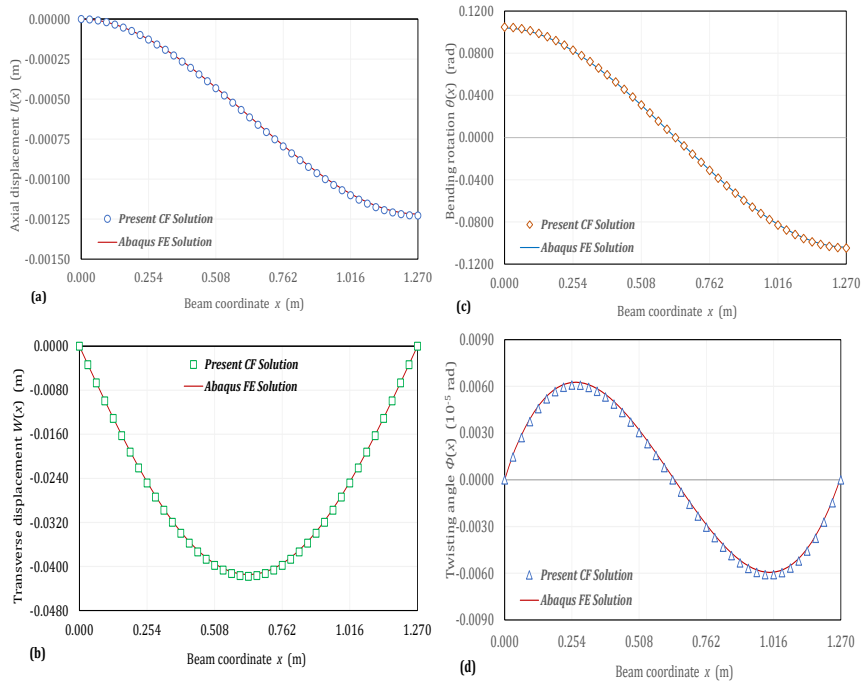 0.00000
-0.00025
-0.00050
-0.00075
-0.00100
-0.00125
-0.00150
Axial displacement U(x) (m)
Present CF Solution
Abaqus FE Solution
0.000 0.254 0.508 0.762 1.016 1.270
(a)
Beam coordinate x (m)
0.1200
0.0800
0.0400
0.0000
-0.0400
-0.0800
-0.1200
Bending rotation θ(x) (rad)
Present CF Solution
Abaqus FE Solution
0.000 0.254 0.508 0.762 1.016 1.270
(c)
Beam coordinate x (m)
0.0000
-0.0080
-0.0160
-0.0240
-0.0320
-0.0400
-0.0480
Transverse displacement W(x) (m)
Present CF Solution
Abaqus FE Solution
0.000 0.254 0.508 0.762 1.016 1.270
(b)
Beam coordinate x (m)
0.0090
0.0060
0.0030
0.0000
-0.0030
-0.0060
-0.0090
Twisting angle Φ(x) (10⁻⁵ rad)
Present CF Solution
Abaqus FE Solution
0.000 0.254 0.508 0.762 1.016 1.270
(d)
Beam coordinate x (m)